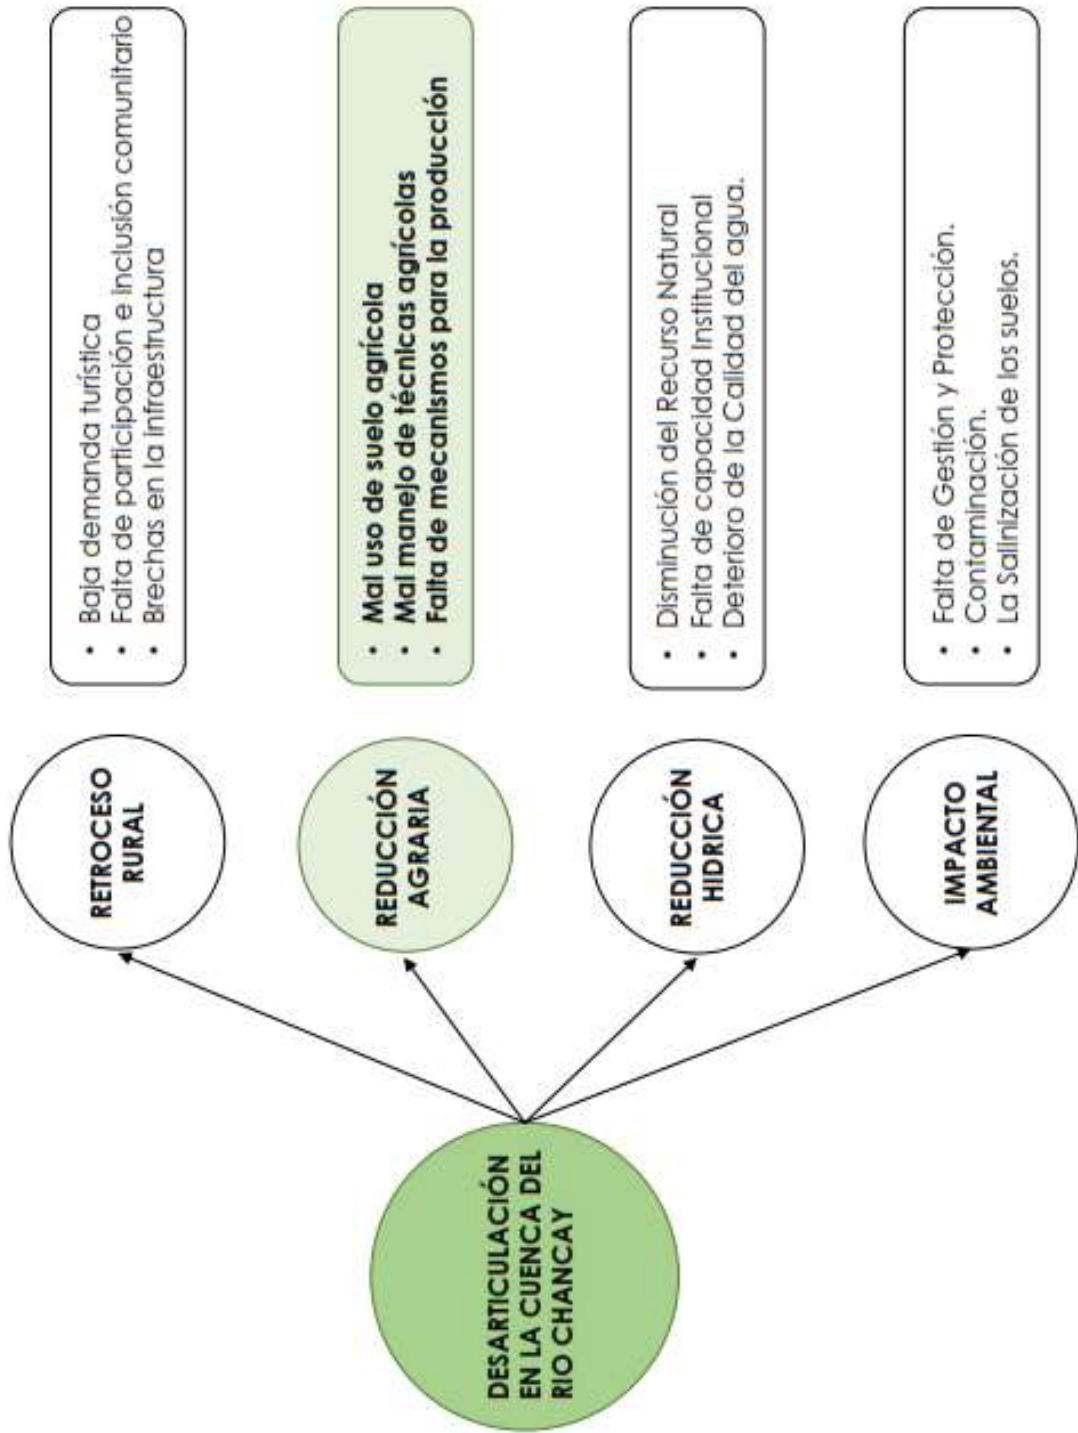 DESARTICULACIÓN
EN LA CUENCA DEL
RIO CHANCAY
RETROCESO
RURAL
• Baja demanda turística
• Falta de participación e inclusión comunitario
• Brechas en la infraestructura
REDUCCIÓN
AGRARIA
• Mal uso de suelo agrícola
• Mal manejo de técnicas agrícolas
• Falta de mecanismos para la producción
REDUCCIÓN
HIDRICA
• Disminución del Recurso Natural
• Falta de capacidad Institucional
• Deterioro de la Calidad del agua.
IMPACTO
AMBIENTAL
• Falta de Gestión y Protección.
• Contaminación.
• La Salinización de los suelos.